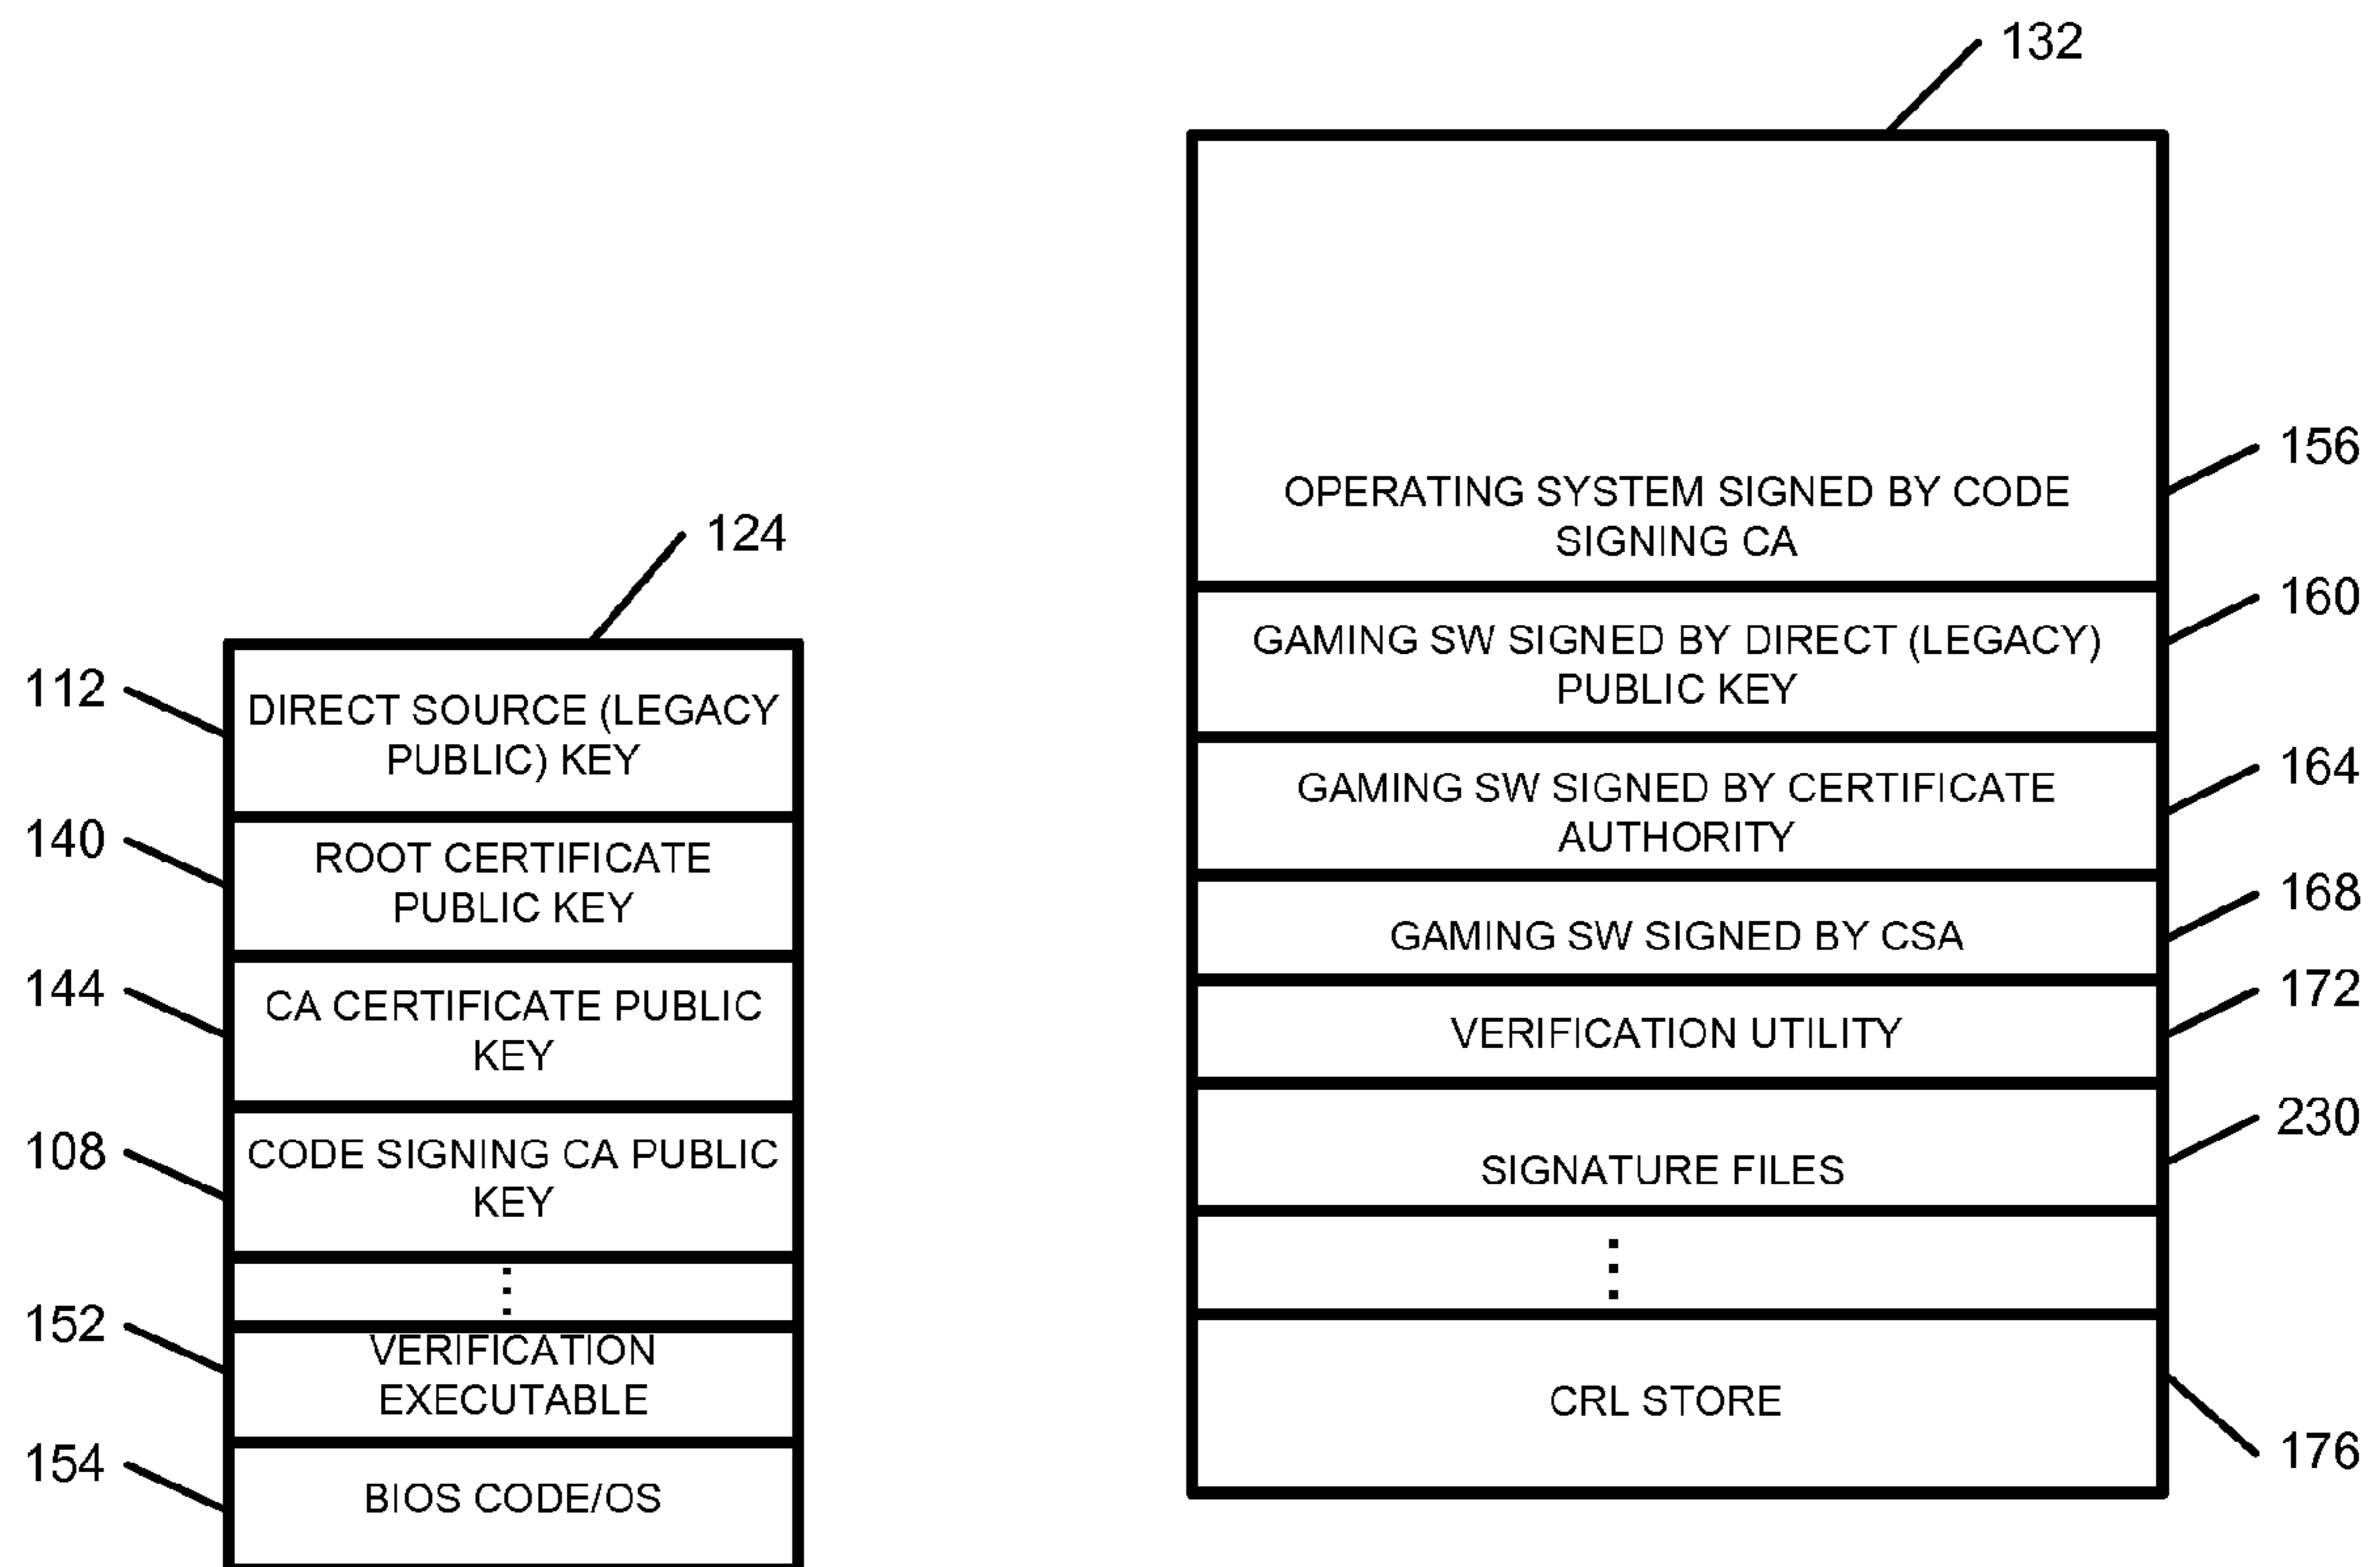 124
112
DIRECT SOURCE (LEGACY
PUBLIC) KEY
140
ROOT CERTIFICATE
PUBLIC KEY
144
CA CERTIFICATE PUBLIC
KEY
108
CODE SIGNING CA PUBLIC
KEY
152
VERIFICATION
EXECUTABLE
154
BIOS CODE/OS
132
156
OPERATING SYSTEM SIGNED BY CODE
SIGNING CA
160
GAMING SW SIGNED BY DIRECT (LEGACY)
PUBLIC KEY
164
GAMING SW SIGNED BY CERTIFICATE
AUTHORITY
168
GAMING SW SIGNED BY CSA
172
VERIFICATION UTILITY
230
SIGNATURE FILES
CRL STORE
176